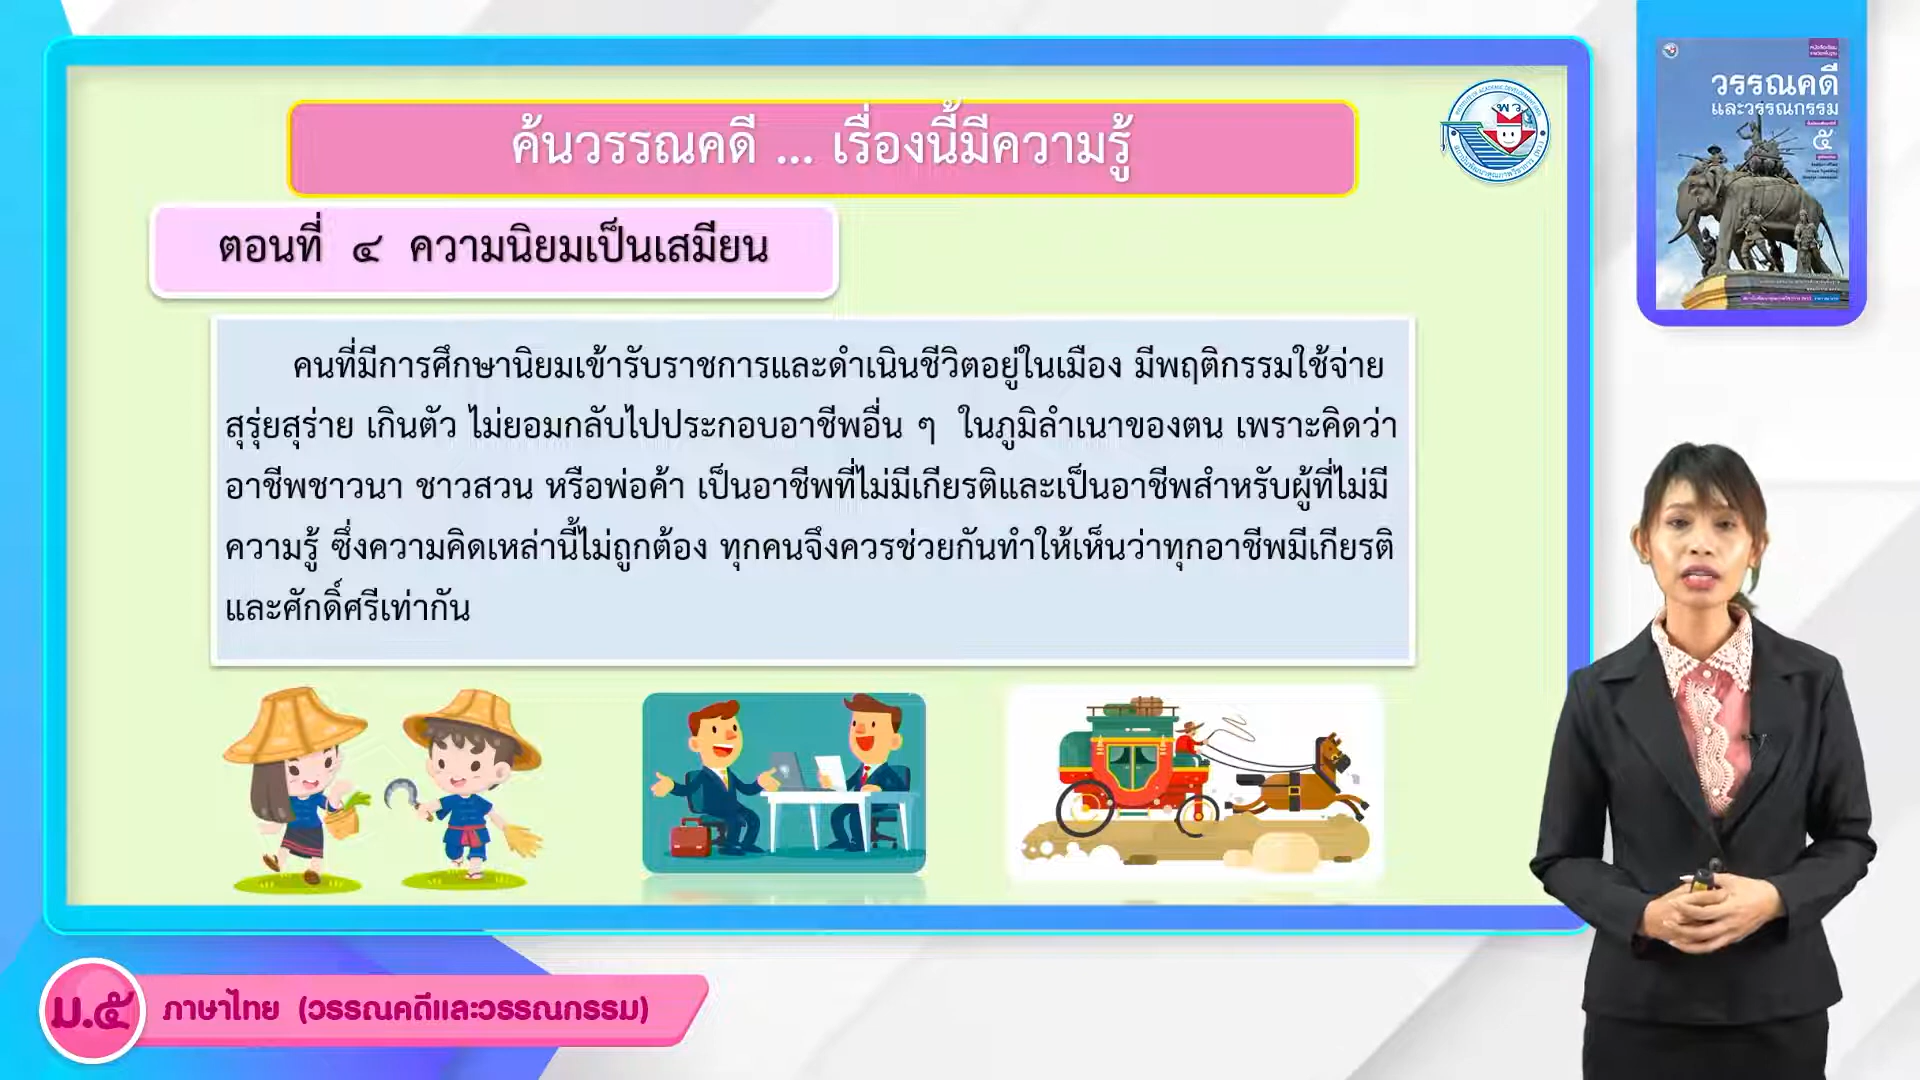 ค้นวรรณคดี ... เรื่องนี้มีความรู้
ตอนที่ ๔ ความนิยมเป็นเสมียน
คนที่มีการศึกษานิยมเข้ารับราชการและดำเนินชีวิตอยู่ในเมือง มีพฤติกรรมใช้จ่าย
สุรุ่ยสุร่าย เกินตัว ไม่ยอมกลับไปประกอบอาชีพอื่น ๆ ในภูมิลำเนาของตน เพราะคิดว่า
อาชีพชาวนา ชาวสวน หรือพ่อค้า เป็นอาชีพที่ไม่มีเกียรติและเป็นอาชีพสำหรับผู้ที่ไม่มี
ความรู้ ซึ่งความคิดเหล่านี้ไม่ถูกต้อง ทุกคนจึงควรช่วยกันทำให้เห็นว่าทุกอาชีพมีเกียรติ
และศักดิ์ศรีเท่ากัน
พว
วรรณคดี
และวรรณกรรม
๕
ม.๕ ภาษาไทย (วรรณคดีและวรรณกรรม)